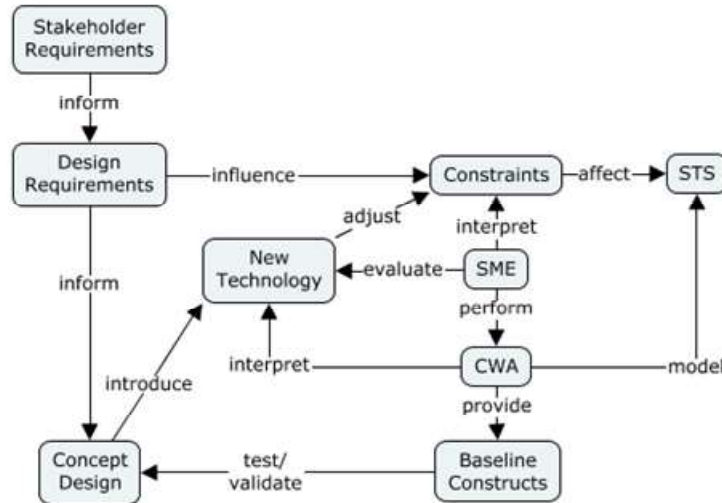 Stakeholder
Requirements
inform
Design
Requirements
influence
Constraints
affect
STS
adjust
interpret
New
Technology
evaluate
SME
inform
perform
introduce
interpret
CWA
model
provide
Concept
Design
test/
validate
Baseline
Constructs